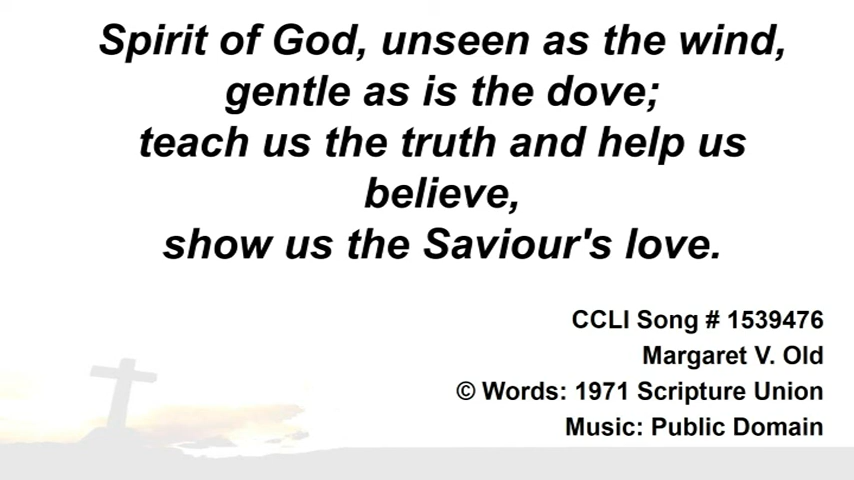 Spirit of God, unseen as the wind,
gentle as is the dove;
teach us the truth and help us
believe,
show us the Saviour's love.
CCLI Song # 1539476
Margaret V. Old
© Words: 1971 Scripture Union
Music: Public Domain